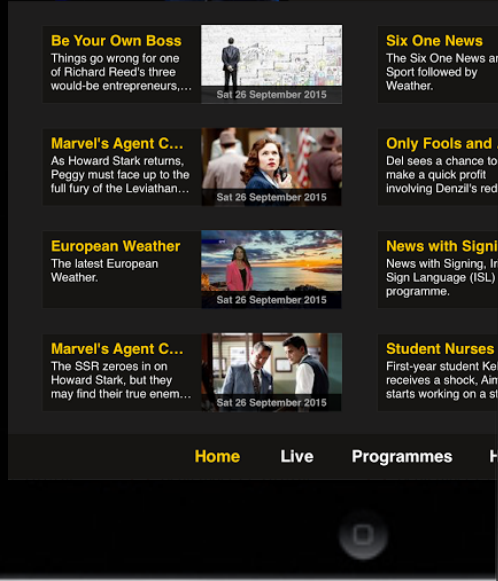 Be Your Own Boss
Things go wrong for one
of Richard Reed's three
would-be entrepreneurs,…
Sat 26 September 2015
Six One News
The Six One News an
Sport followed by
Weather.
Marvel's Agent C…
As Howard Stark returns,
Peggy must face up to the
full fury of the Leviathan…
Sat 26 September 2015
Only Fools and
Del sees a chance to
make a quick profit
involving Denzil's red
European Weather
The latest European
Weather.
Sat 26 September 2015
News with Signi
News with Signing, Ir
Sign Language (ISL)
programme.
Marvel's Agent C…
The SSR zeroes in on
Howard Stark, but they
may find their true enem…
Sat 26 September 2015
Student Nurses
First-year student Kel
receives a shock, Aim
starts working on a st
Home Live Programmes H